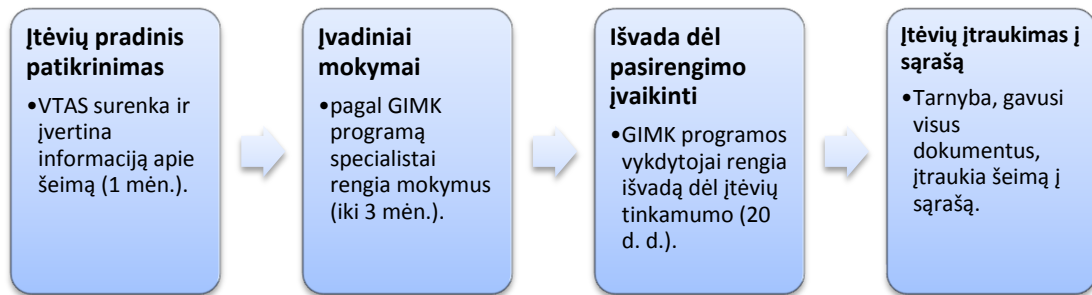 Įtėvių pradinis
patikrinimas
•VTAS surenka ir
įvertina
informaciją apie
šeimą (1 mėn.).
Įvadiniai
mokymai
•pagal GIMK
programą
specialistai
rengia mokymus
(iki 3 mėn.).
Išvada dėl
pasirengimo
įvaikinti
•GIMK programos
vykdytojai rengia
išvadą dėl įtėvių
tinkamumo (20
d. d.).
Įtėvių įtraukimas į
sąrašą
•Tarnyba, gavusi
visus
dokumentus,
įtraukia šeimą į
sąrašą.